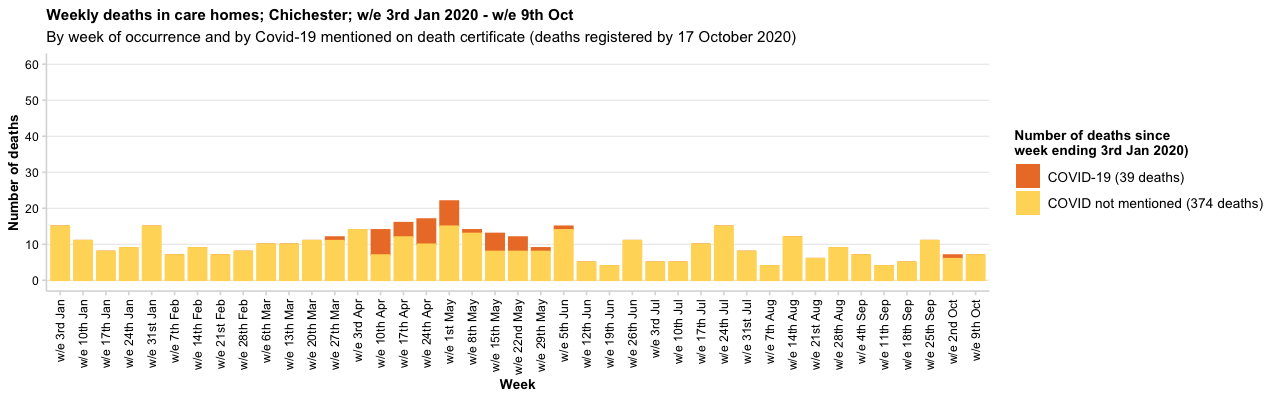 Weekly deaths in care homes; Chichester; w/e 3rd Jan 2020 - w/e 9th Oct
By week of occurrence and by Covid-19 mentioned on death certificate (deaths registered by 17 October 2020)
Number of deaths
60
50
40
30
20
10
0
w/e 3rd Jan
w/e 10th Jan
w/e 17th Jan
w/e 24th Jan
w/e 31st Jan
w/e 7th Feb
w/e 14th Feb
w/e 21st Feb
w/e 28th Feb
w/e 6th Mar
w/e 13th Mar
w/e 20th Mar
w/e 27th Mar
w/e 3rd Apr
w/e 10th Apr
w/e 17th Apr
w/e 24th Apr
w/e 1st May
w/e 8th May
w/e 15th May
w/e 22nd May
w/e 29th May
w/e 5th Jun
w/e 12th Jun
w/e 19th Jun
w/e 26th Jun
w/e 3rd Jul
w/e 10th Jul
w/e 17th Jul
w/e 24th Jul
w/e 31st Jul
w/e 7th Aug
w/e 14th Aug
w/e 21st Aug
w/e 28th Aug
w/e 4th Sep
w/e 11th Sep
w/e 18th Sep
w/e 25th Sep
w/e 2nd Oct
w/e 9th Oct
Week
Number of deaths since
week ending 3rd Jan 2020)
COVID-19 (39 deaths)
COVID not mentioned (374 deaths)